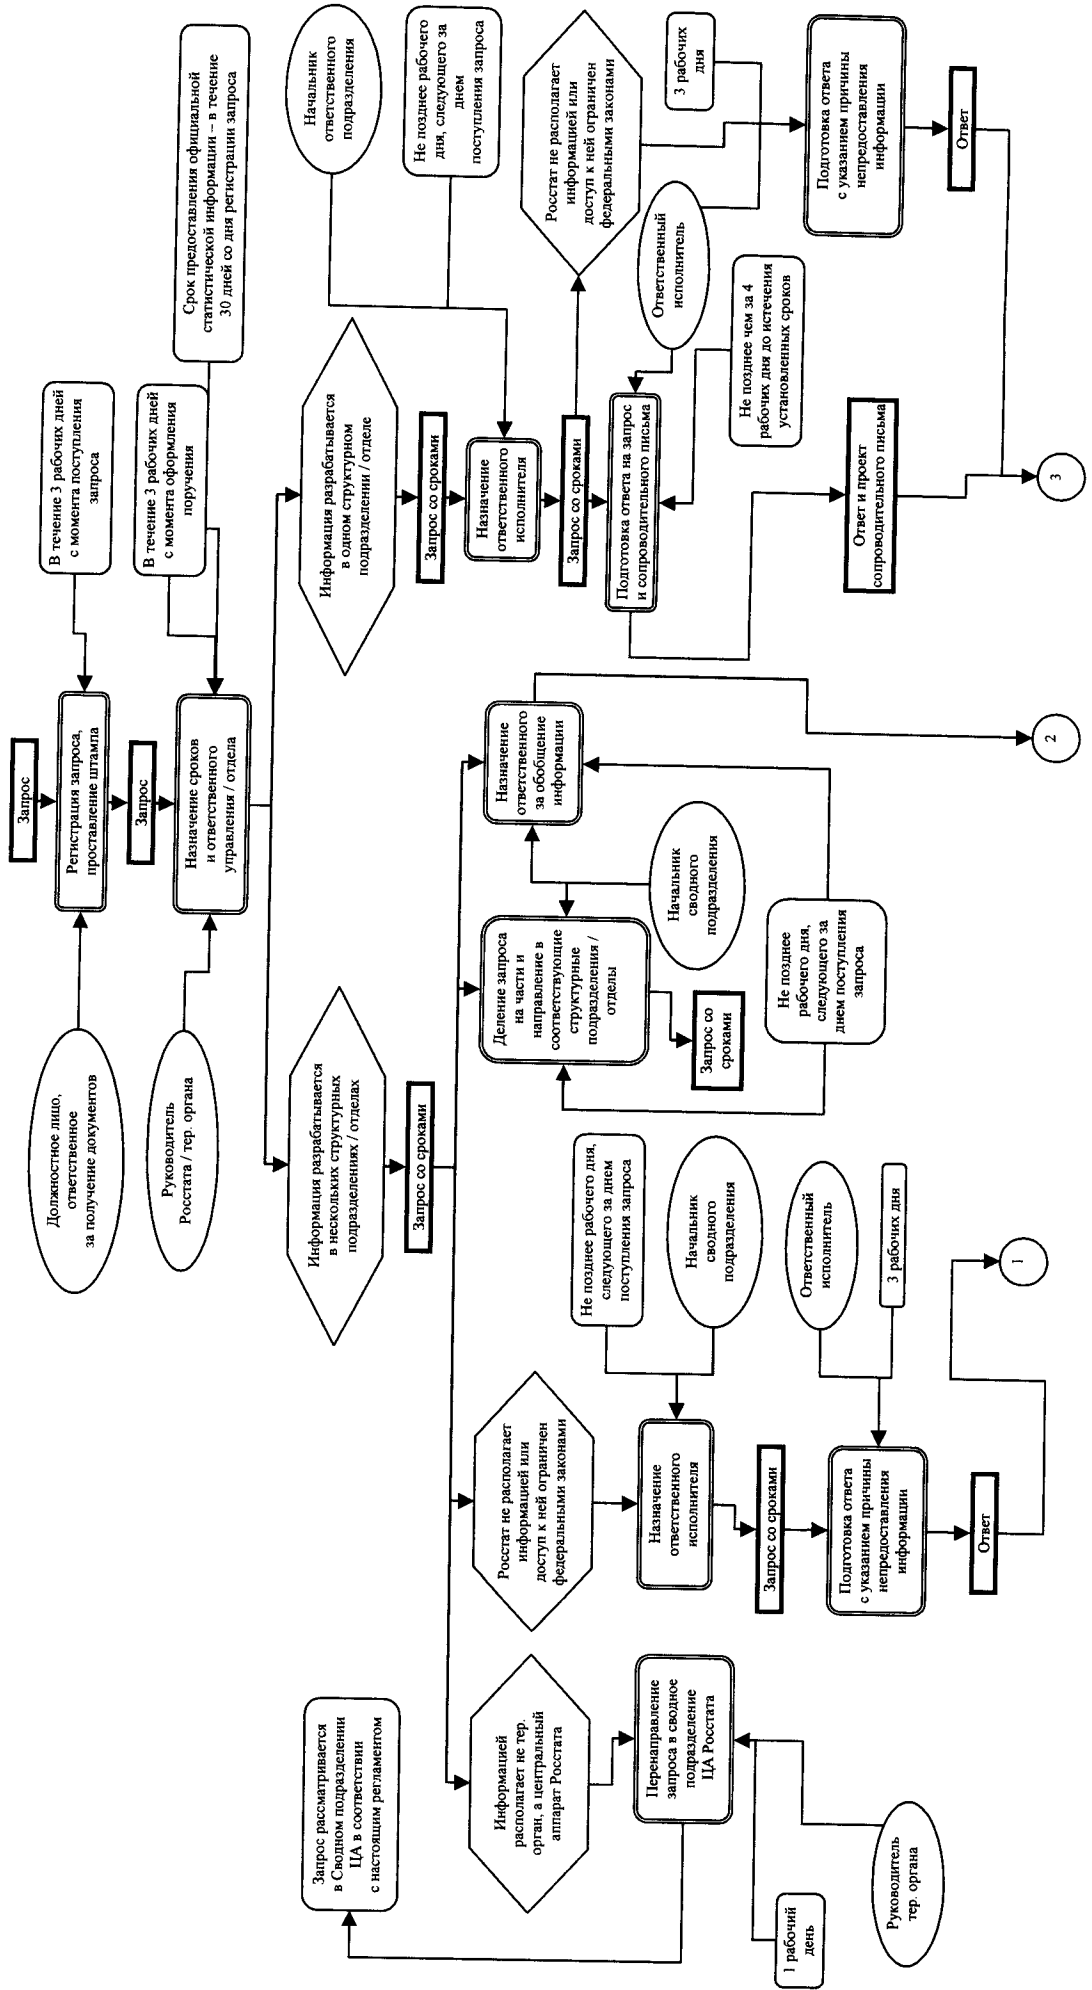 Запрос
Регистрация запроса,
проставление штампа
В течение 3 рабочих дней
с момента поступления
запроса
Должностное лицо,
ответственное
за получение документов
Запрос
В течение 3 рабочих дней
с момента оформления
поручения
Срок предоставления официальной
статистической информации – в течение
30 дней со дня регистрации запроса
Назначение сроков
и ответственного
управления / отдела
Руководитель
Росстата / тер. органа
Запрос рассматривается
в Сводном подразделении
ЦА в соответствии
с настоящим регламентом
Информация разрабатывается
в нескольких структурных
подразделениях / отделах
Информация разрабатывается
в одном структурном
подразделении / отделе
Начальник
ответственного
подразделения
Запрос со сроками
Запрос со сроками
Не позднее рабочего
дня, следующего за
днем
поступления запроса
Информацией
располагает не тер.
орган, а центральный
аппарат Росстата
Росстат не располагает
информацией или
доступ к ней ограничен
федеральными законами
Деление запроса
на части и
направление в
соответствующие
структурные
подразделения /
отделы
Назначение
ответственного
за обобщение
информации
Назначение
ответственного
исполнителя
Запрос со сроками
Росстат не располагает
информацией или
доступ к ней ограничен
федеральными законами
Не позднее рабочего дня,
следующего за днем
поступления запроса
Перенаправление
запроса в сводное
подразделение
ЦА Росстата
Назначение
ответственного
исполнителя
Начальник
сводного
подразделения
Запрос со
сроками
Начальник
сводного
подразделения
Подготовка ответа на запрос
и сопроводительного письма
Ответственный
исполнитель
3 рабочих
дня
Не позднее чем за 4
рабочих дня до истечения
установленных сроков
1 рабочий
день
Запрос со сроками
Ответственный
исполнитель
Не позднее
рабочего дня,
следующего за
днем поступления
запроса
Подготовка ответа
с указанием причины
непредоставления
информации
Руководитель
тер. органа
Подготовка ответа
с указанием причины
непредоставления
информации
3 рабочих дня
Ответ и проект
сопроводительного письма
Ответ
Ответ
1
2
3